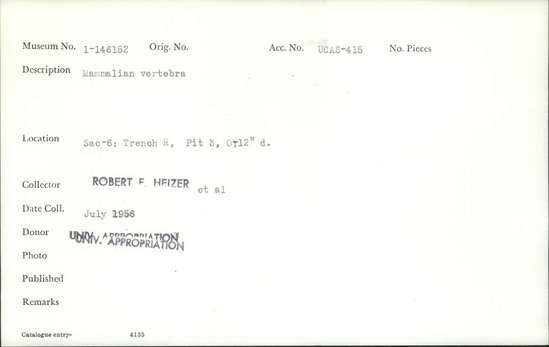 Museum No. 1-146152 Orig. No. Acc. No. UCAS-415 No. Pieces
Description Mammalian vertebra
Location Sac-6: Trench H, Pit 3, 0-12" d.
Collector ROBERT F. HEIZER et al
Date Coll. July 1956
Donor UNIV. APPROPRIATION
UNIV. APPROPRIATION
Photo
Published
Remarks
Catalogue entry- 4155